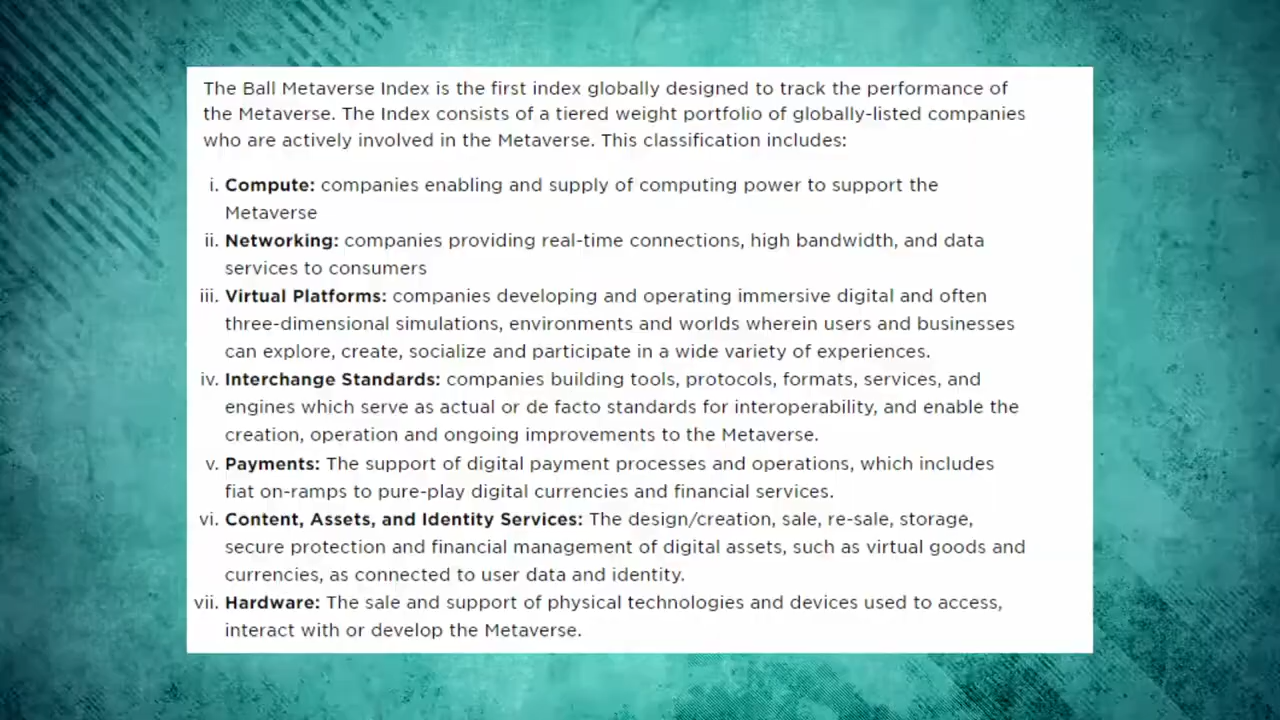 The Ball Metaverse Index is the first index globally designed to track the performance of
the Metaverse. The Index consists of a tiered weight portfolio of globally-listed companies
who are actively involved in the Metaverse. This classification includes:
i. Compute: companies enabling and supply of computing power to support the
Metaverse
ii. Networking: companies providing real-time connections, high bandwidth, and data
services to consumers
iii. Virtual Platforms: companies developing and operating immersive digital and often
three-dimensional simulations, environments and worlds wherein users and businesses
can explore, create, socialize and participate in a wide variety of experiences.
iv. Interchange Standards: companies building tools, protocols, formats, services, and
engines which serve as actual or de facto standards for interoperability, and enable the
creation, operation and ongoing improvements to the Metaverse.
v. Payments: The support of digital payment processes and operations, which includes
fiat on-ramps to pure-play digital currencies and financial services.
vi. Content, Assets, and Identity Services: The design/creation, sale, re-sale, storage,
secure protection and financial management of digital assets, such as virtual goods and
currencies, as connected to user data and identity.
vii. Hardware: The sale and support of physical technologies and devices used to access,
interact with or develop the Metaverse.